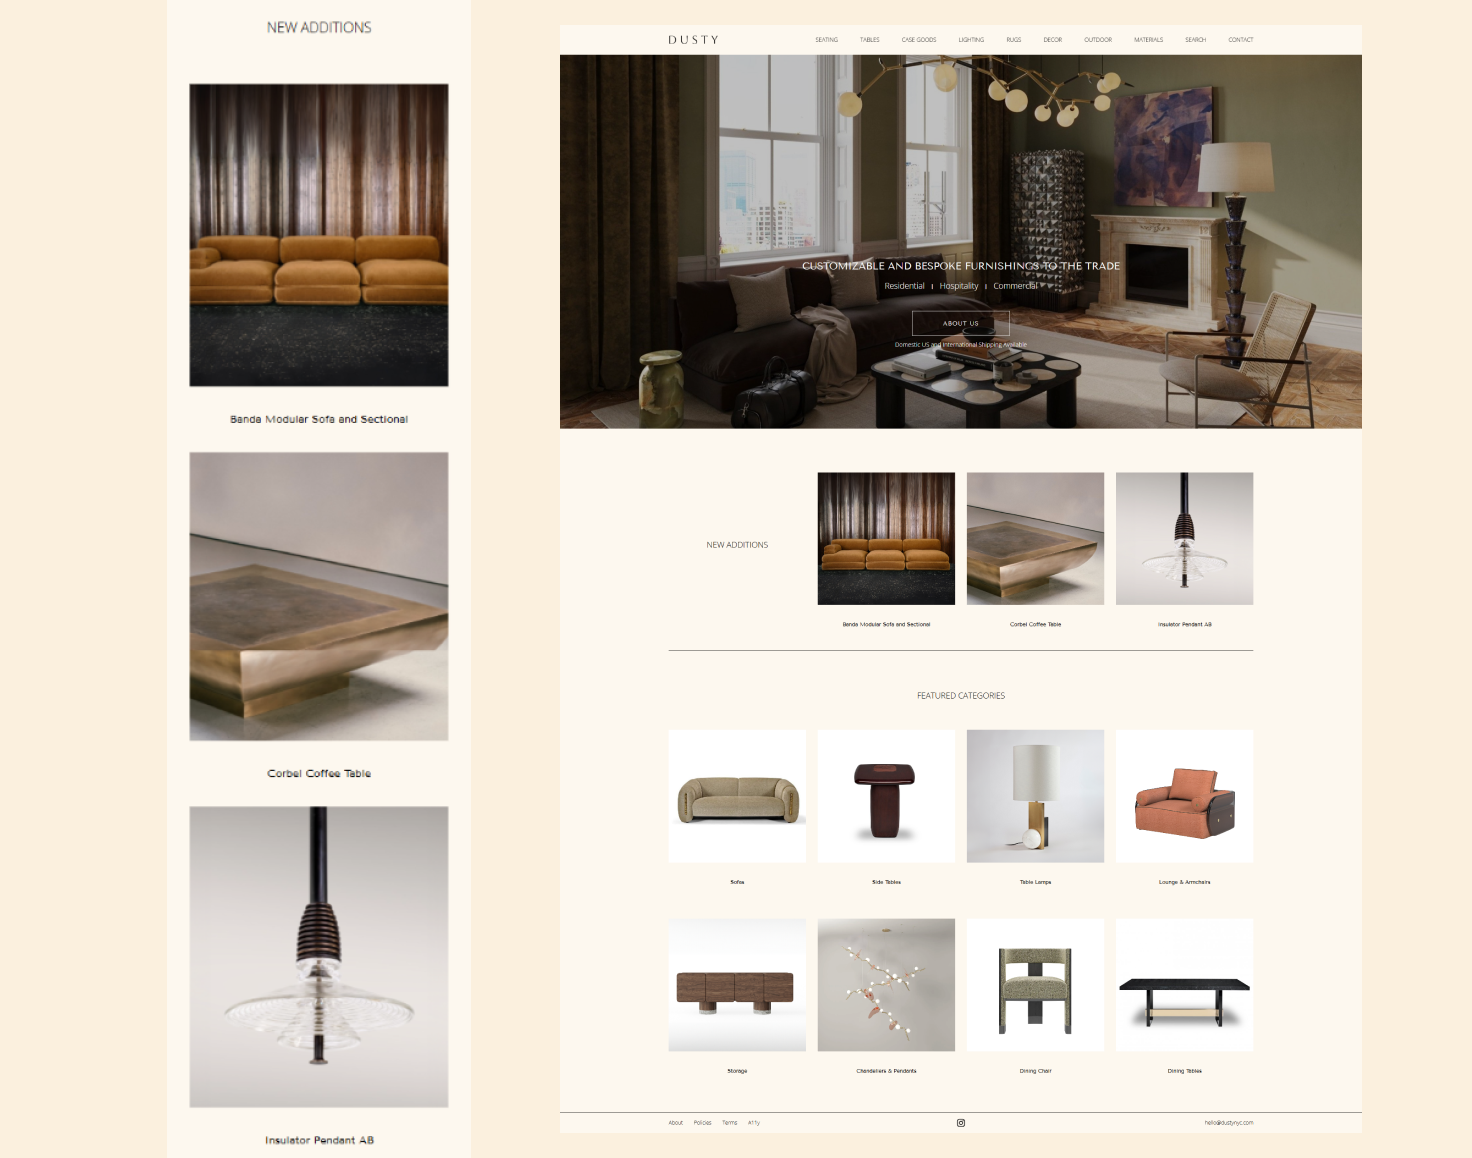 NEW ADDITIONS
Banda Modular Sofa and Sectional
Corbel Coffee Table
Insulator Pendant AB
DUSTY
SEATING TABLES CASE GOODS LIGHTING RUGS DECOR OUTDOOR MATERIALS SEARCH CONTACT
CUSTOMIZABLE AND BESPOKE FURNISHINGS TO THE TRADE
Residential | Hospitality | Commercial
ABOUT US
Domestic US and International Shipping Available
NEW ADDITIONS
Banda Modular Sofa and Sectional Corbel Coffee Table Insulator Pendant AB
FEATURED CATEGORIES
Sofas Side Tables Table Lamps Lounge & Armchairs
Storage Chandeliers & Pendants Dining Chair Dining Tables
About Policies Terms A11y hello@dustynyc.com